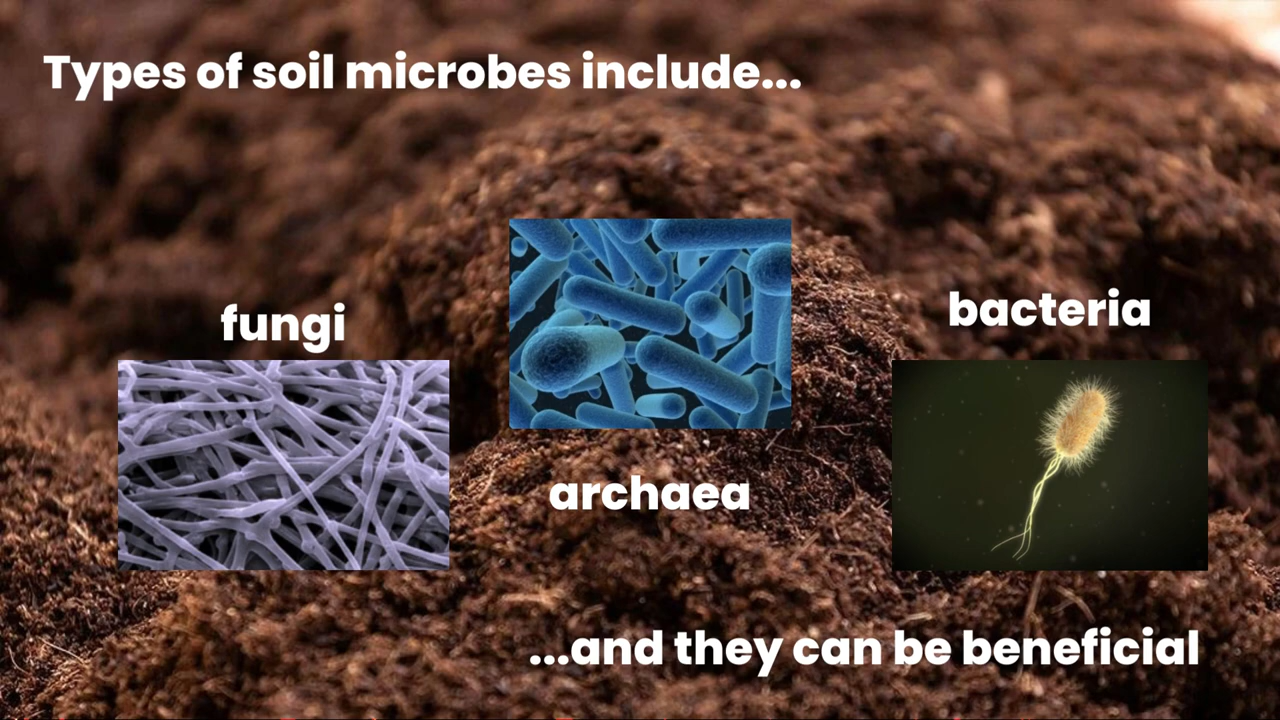 Types of soil microbes include...
fungi
archaea
bacteria
...and they can be beneficial